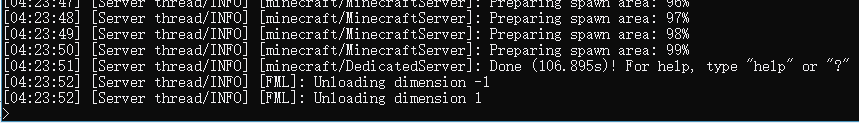 [04:23:47] [Server thread/INFO] [minecraft/MinecraftServer]: Preparing spawn area: 96%
[04:23:48] [Server thread/INFO] [minecraft/MinecraftServer]: Preparing spawn area: 97%
[04:23:49] [Server thread/INFO] [minecraft/MinecraftServer]: Preparing spawn area: 98%
[04:23:50] [Server thread/INFO] [minecraft/MinecraftServer]: Preparing spawn area: 99%
[04:23:51] [Server thread/INFO] [minecraft/DedicatedServer]: Done (106.895s)! For help, type "help" or "?"
[04:23:52] [Server thread/INFO] [FML]: Unloading dimension -1
[04:23:52] [Server thread/INFO] [FML]: Unloading dimension 1
>